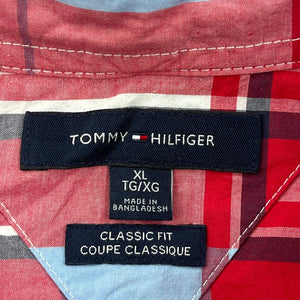 TOMMY HILFIGER
XL
TG/XG
MADE IN
BANGLADESH
CLASSIC FIT
COUPE CLASSIQUE